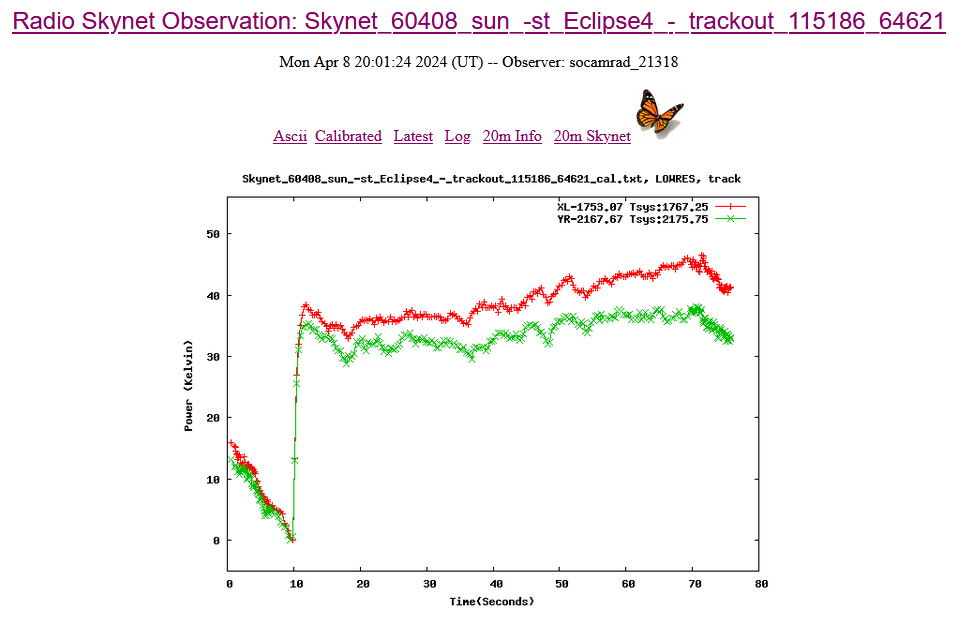 Radio Skynet Observation: Skynet_60408_sun_-st_Eclipse4_-_trackout_115186_64621
Mon Apr 8 20:01:24 2024 (UT) -- Observer: socamrad_21318
Ascii Calibrated Latest Log 20m Info 20m Skynet
Skynet_60408_sun_-st_Eclipse4_-_trackout_115186_64621_cal.txt, LOWRES, track
XL-1753.07 Tsys:1767.25
YR-2167.67 Tsys:2175.75
50
40
30
20
10
0
Power (Kelvin)
0 10 20 30 40 50 60 70 80
Time(Seconds)